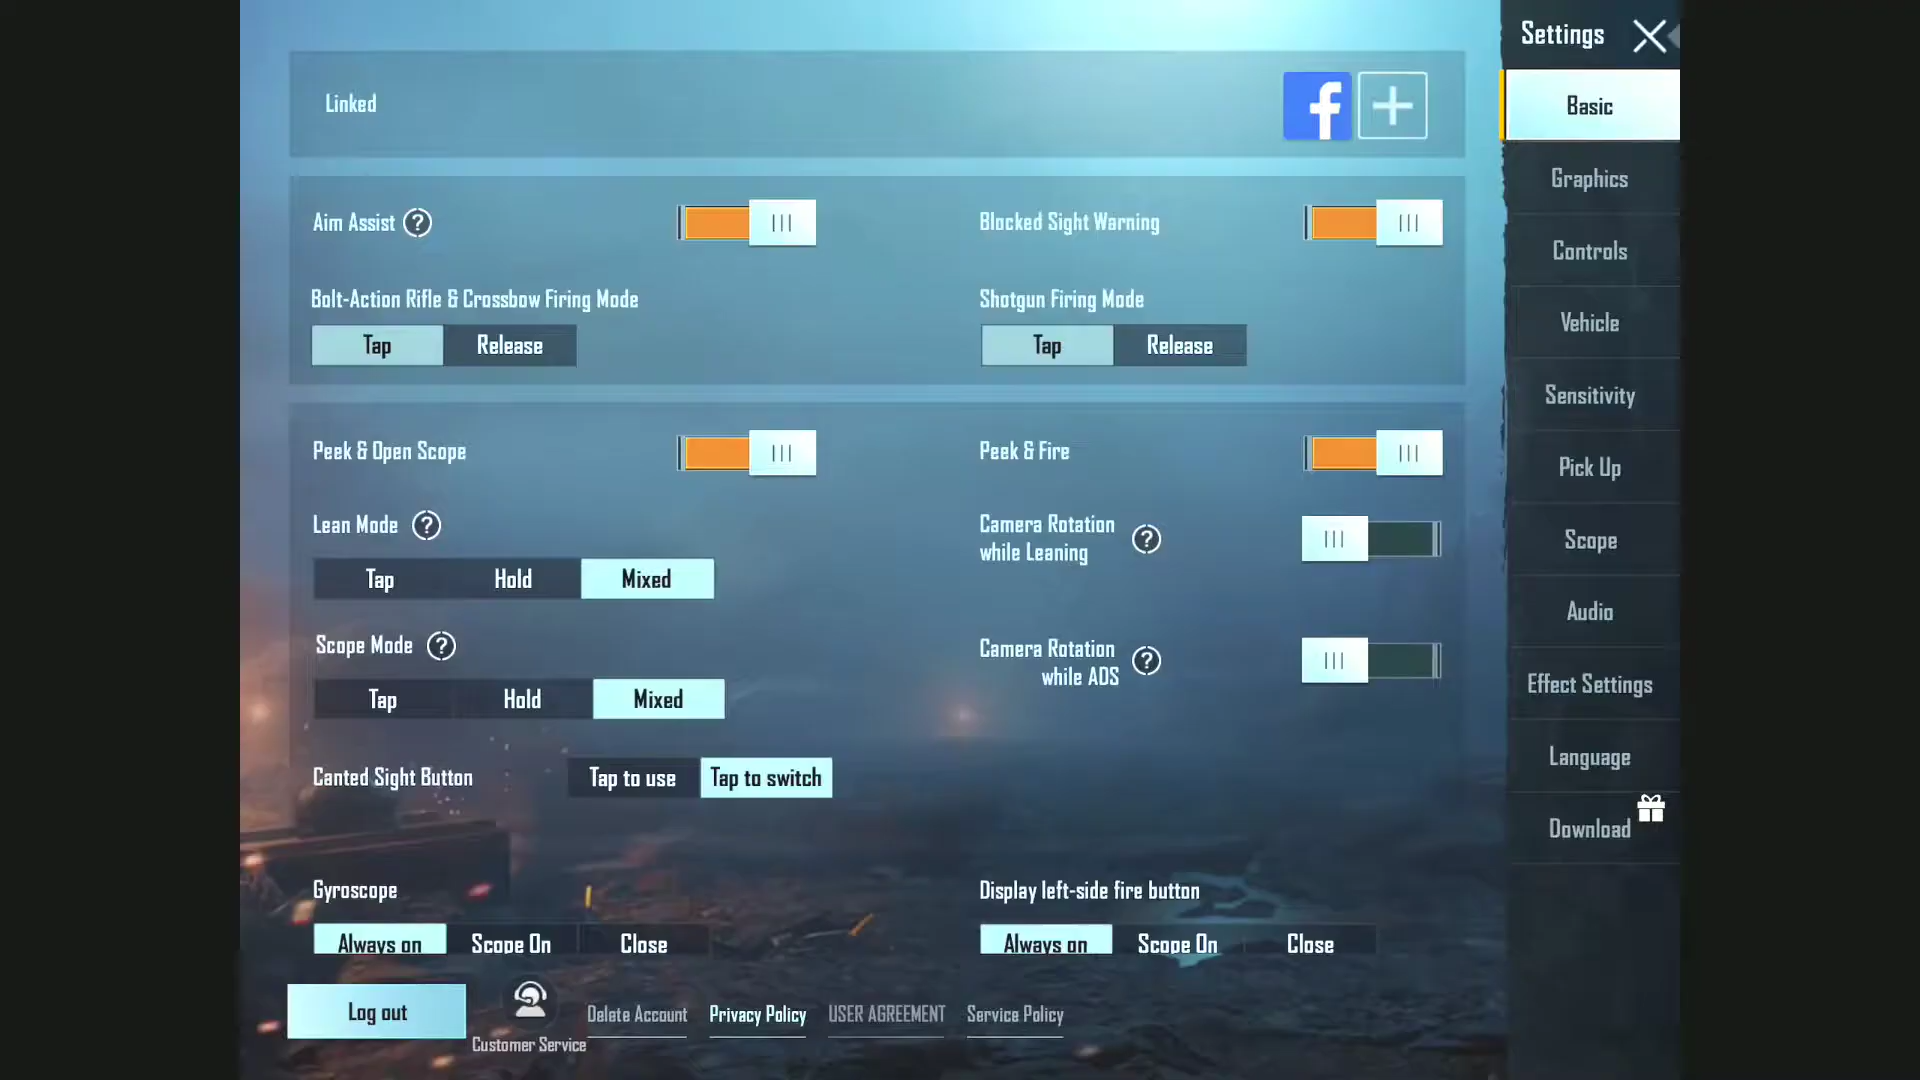 Settings
Linked
Basic
Graphics
Controls
Vehicle
Sensitivity
Pick Up
Scope
Audio
Effect Settings
Language
Download
Aim Assist ?
Blocked Sight Warning
Bolt-Action Rifle & Crossbow Firing Mode
Shotgun Firing Mode
Tap Release
Tap Release
Peek & Open Scope
Peek & Fire
Lean Mode ?
Camera Rotation
while Leaning ?
Tap Hold Mixed
Scope Mode ?
Camera Rotation
while ADS ?
Tap Hold Mixed
Canted Sight Button
Tap to use Tap to switch
Gyroscope
Display left-side fire button
Always on Scope On Close
Always on Scope On Close
Log out
Customer Service
Delete Account
Privacy Policy
USER AGREEMENT
Service Policy